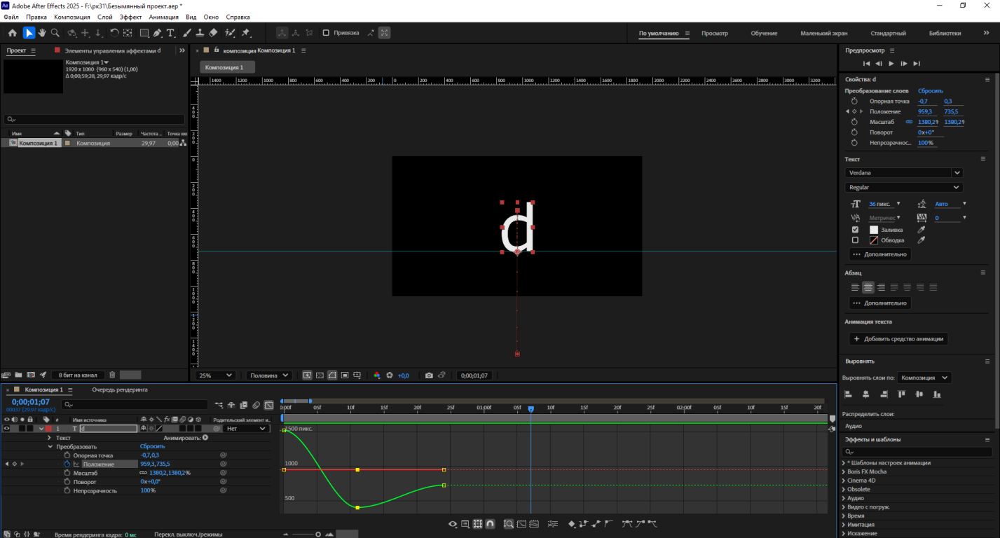 Adobe After Effects 2025 - F:\рк31\Безымянный проект.aep *
Файл Правка Композиция Слой Эффект Анимация Вид Окно Справка
Привязка
По умолчанию Просмотр Обучение Маленький экран Стандартный Библиотеки
Проект Элементы управления эффектами d
Композиция 1
1920 x 1080 (960 x 540) (1,00)
Δ 0;00;59;28, 29,97 кадр/с
Имя Тип Размер Частота .. Точка вх
Композиция 1 Композиция 29,97 0;00
8 бит на канал
композиция Композиция 1
Композиция 1
1400 1200 1000 800 600 400 200 0 200 400 600 800 1000 1200 1400 1600 1800 2000 2200 2400 2600 2800 3000 3200
d
25% Половина +0,0 0;00;01;07
Предпросмотр
Свойства: d
Преобразование слоев Сбросить
Опорная точка -0,7 0,3
Положение 959,3 735,5
Масштаб 1380,29 1380,29
Поворот 0x+0°
Непрозрачнос... 100%
Текст
Verdana
Regular
36 пикс. Авто
Метричес 0
Заливка
Обводка
Дополнительно
Абзац
Дополнительно
Анимация текста
Добавить средство анимации
Выровнять
Выровнять слои по: Композиция
Распределить слои:
Аудио
Эффекты и шаблоны
* Шаблоны настроек анимации
Boris FX Mocha
Cinema 4D
Obsolete
Аудио
Видео с погруж.
Время
Имитация
Искажение
Композиция 1 Очередь рендеринга
0;00;01;07
00037 (29,97 кадр/с)
# Имя источника Родительский элемент и..
1 T d Нет
Текст Анимировать:
Преобразовать Сбросить
Опорная точка -0,7,0,3
Положение 959,3,735,5
Масштаб 1380,2,1380,2%
Поворот 0x+0,0°
Непрозрачность 100%
0:00f 05f 10f 15f 20f 25f 01:00f 05f 10f 15f 20f 25f 02:00f 05f 10f 15f 20f
1500 пикс.
1000
500
Время рендеринга кадра: 0 мс Перекл. выключ./режимы